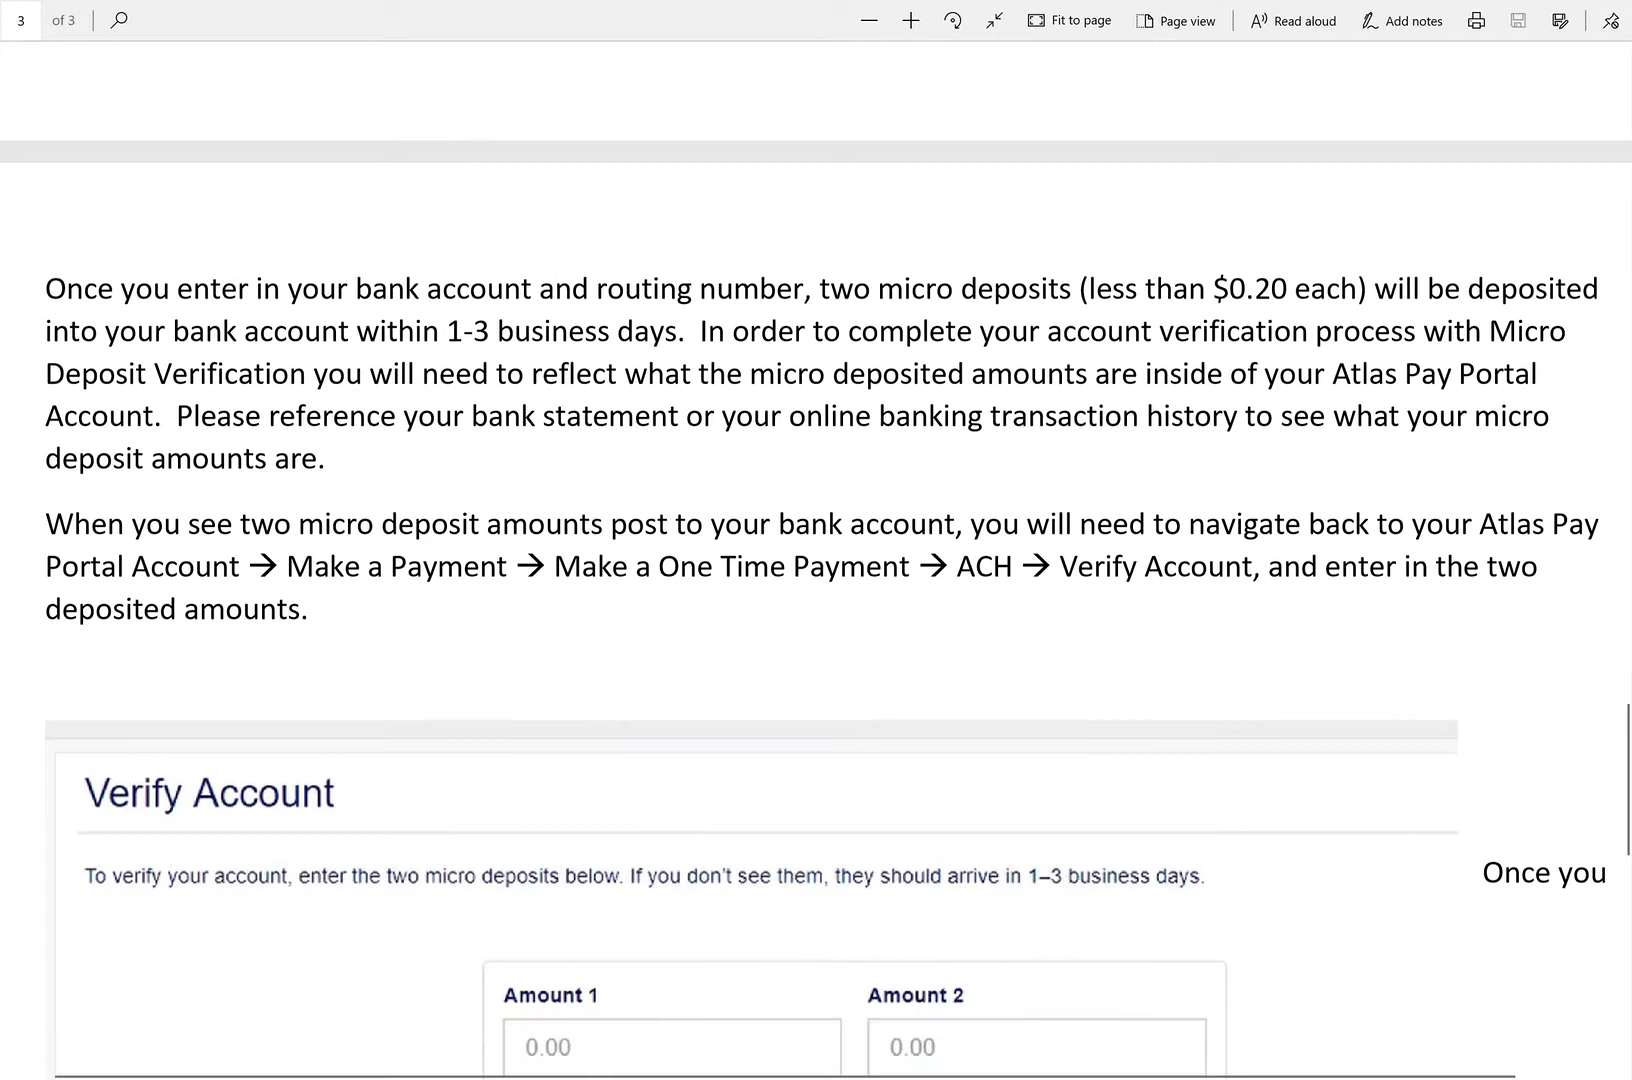 3 of 3 Fit to page Page view Read aloud Add notes
Once you enter in your bank account and routing number, two micro deposits (less than $0.20 each) will be deposited
into your bank account within 1-3 business days.  In order to complete your account verification process with Micro
Deposit Verification you will need to reflect what the micro deposited amounts are inside of your Atlas Pay Portal
Account.  Please reference your bank statement or your online banking transaction history to see what your micro
deposit amounts are.
When you see two micro deposit amounts post to your bank account, you will need to navigate back to your Atlas Pay
Portal Account → Make a Payment → Make a One Time Payment → ACH → Verify Account, and enter in the two
deposited amounts.
Verify Account
To verify your account, enter the two micro deposits below. If you don't see them, they should arrive in 1–3 business days.
Once you
Amount 1 Amount 2
0.00 0.00